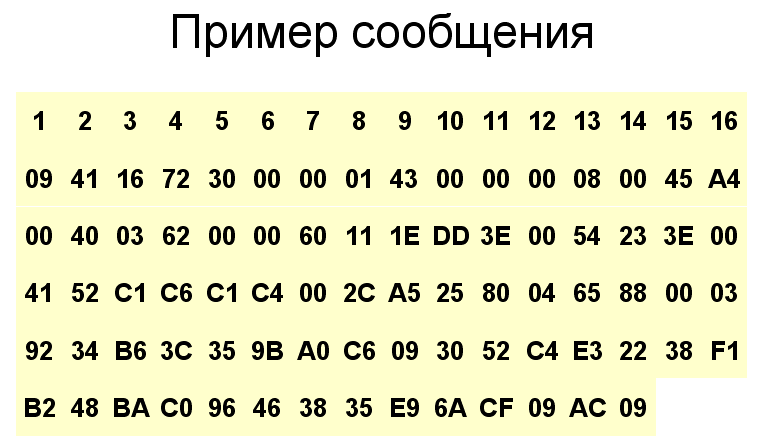 Пример сообщения
1 2 3 4 5 6 7 8 9 10 11 12 13 14 15 16
09 41 16 72 30 00 00 01 43 00 00 00 08 00 45 A4
00 40 03 62 00 00 60 11 1E DD 3E 00 54 23 3E 00
41 52 C1 C6 C1 C4 00 2C A5 25 80 04 65 88 00 03
92 34 B6 3C 35 9B A0 C6 09 30 52 C4 E3 22 38 F1
B2 48 BA C0 96 46 38 35 E9 6A CF 09 AC 09